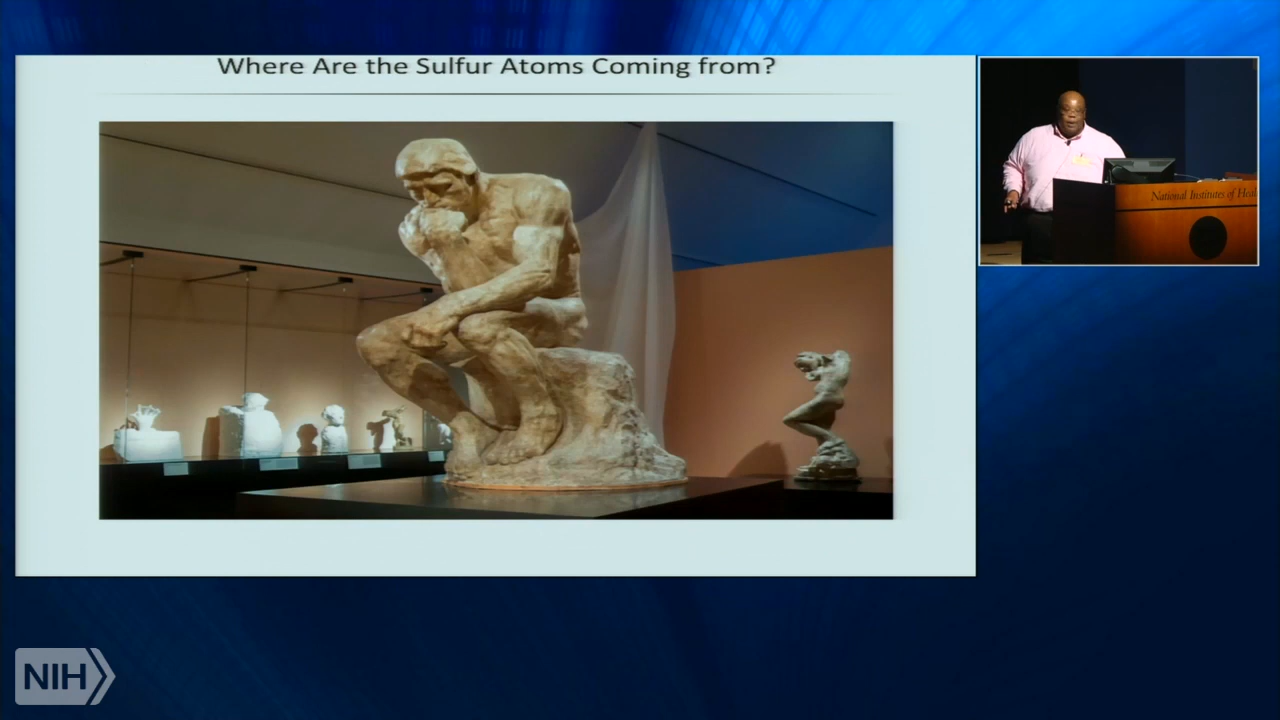 Where Are the Sulfur Atoms Coming from?
National Institutes of Heal
NIH